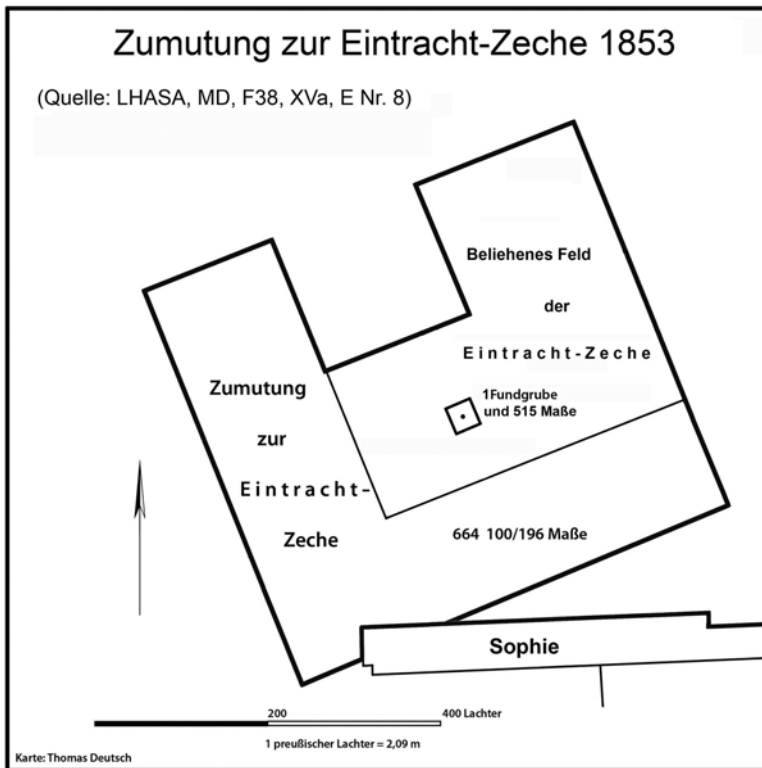 Zumutung zur Eintracht-Zeche 1853
(Quelle: LHASA, MD, F38, XVa, E Nr. 8)
Beliehenes Feld
der
Eintracht-Zeche
1Fundgrube
und 515 Maße
Zumutung
zur
Eintracht-
Zeche
664 100/196 Maße
Sophie
200
400 Lachter
1 preußischer Lachter = 2,09 m
Karte: Thomas Deutsch